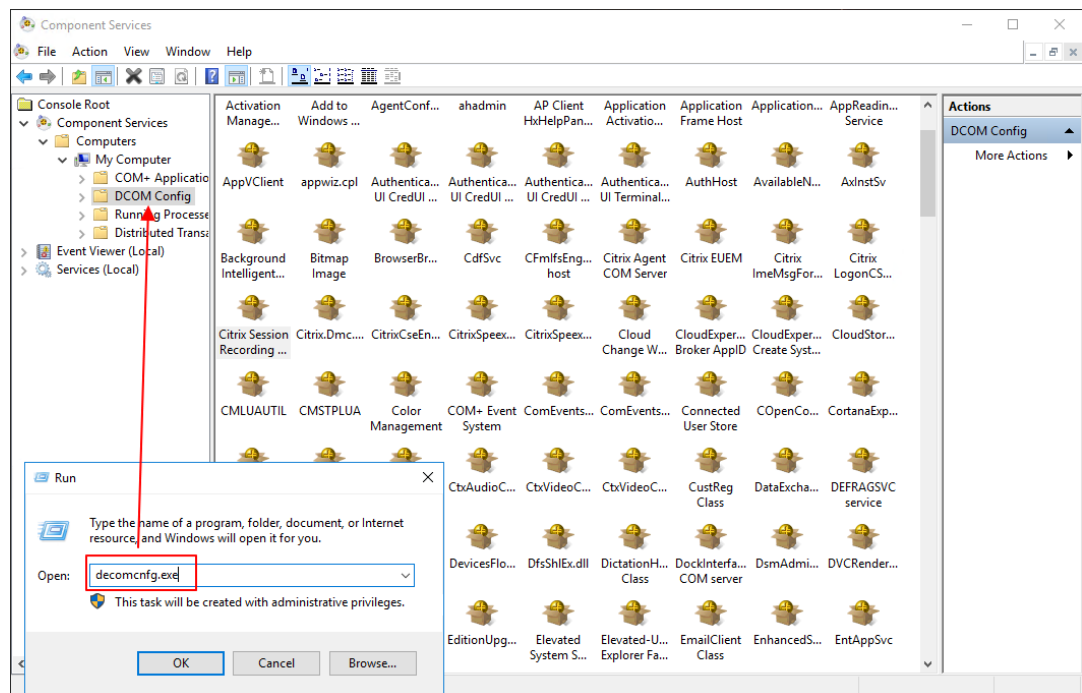 Component Services
File Action View Window Help
Console Root
Component Services
Computers
My Computer
COM+ Applicatio
DCOM Config
Running Processe
Distributed Transa
Event Viewer (Local)
Services (Local)
Activation Add to AgentConf... ahadmin AP Client Application Application Application... AppReadin...
Manage... Windows ... HxHelpPan... Activatio... Frame Host Service
AppVClient appwiz.cpl Authentica... Authentica... Authentica... Authentica... AuthHost AvailableN... AxInstSv
UI CredUI ... UI CredUI ... UI CredUI ... UI Terminal...
Background Bitmap BrowserBr... CdfSvc CFmIfsEng... Citrix Agent Citrix EUEM Citrix Citrix
Intelligent... Image host COM Server ImeMsgFor... LogonCS...
Citrix Session Citrix.Dmc.... CitrixCseEn... CitrixSpeex... CitrixSpeex... Cloud CloudExper... CloudExper... CloudStor...
Recording ... Change W... Broker AppID Create Syst...
CMLUAUTIL CMSTPLUA Color COM+ Event ComEvents... ComEvents... Connected COpenCo... CortanaExp...
Management System User Store
CtxAudioC... CtxVideoC... CtxVideoC... CustReg DataExcha... DEFRAGSVC
Class service
DevicesFlo... DfsShlEx.dll DictationH... DockInterfa... DsmAdmi... DVCRender...
Class COM server
EditionUpg... Elevated Elevated-U... EmailClient EnhancedS... EntAppSvc
System S... Explorer Fa... Class
Actions
DCOM Config
More Actions
Run
Type the name of a program, folder, document, or Internet
resource, and Windows will open it for you.
Open: decomcnfg.exe
This task will be created with administrative privileges.
OK Cancel Browse...